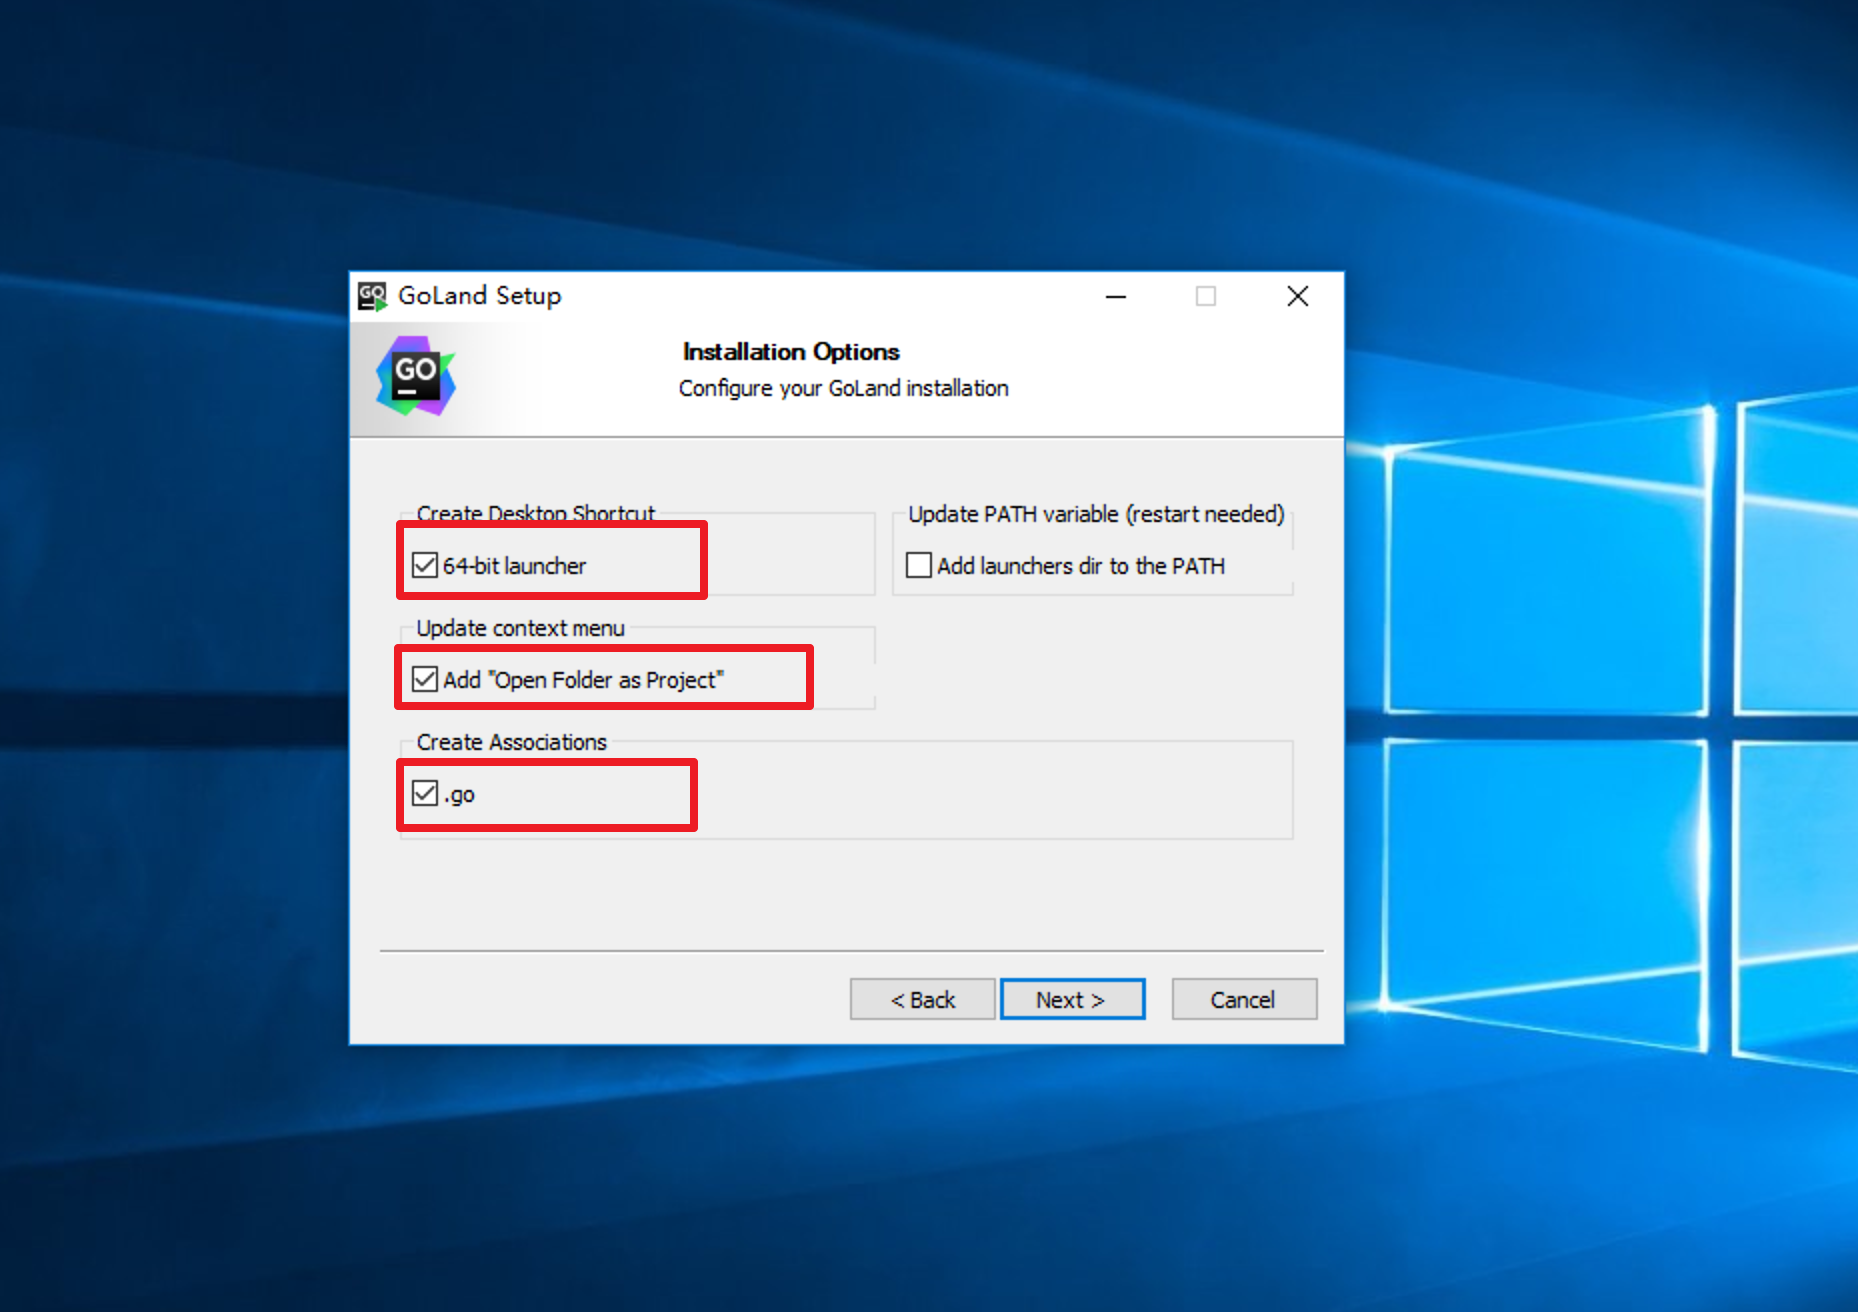 GoLand Setup
GO
Installation Options
Configure your GoLand installation
Create Desktop Shortcut
64-bit launcher
Update PATH variable (restart needed)
Add launchers dir to the PATH
Update context menu
Add "Open Folder as Project"
Create Associations
.go
< Back
Next >
Cancel